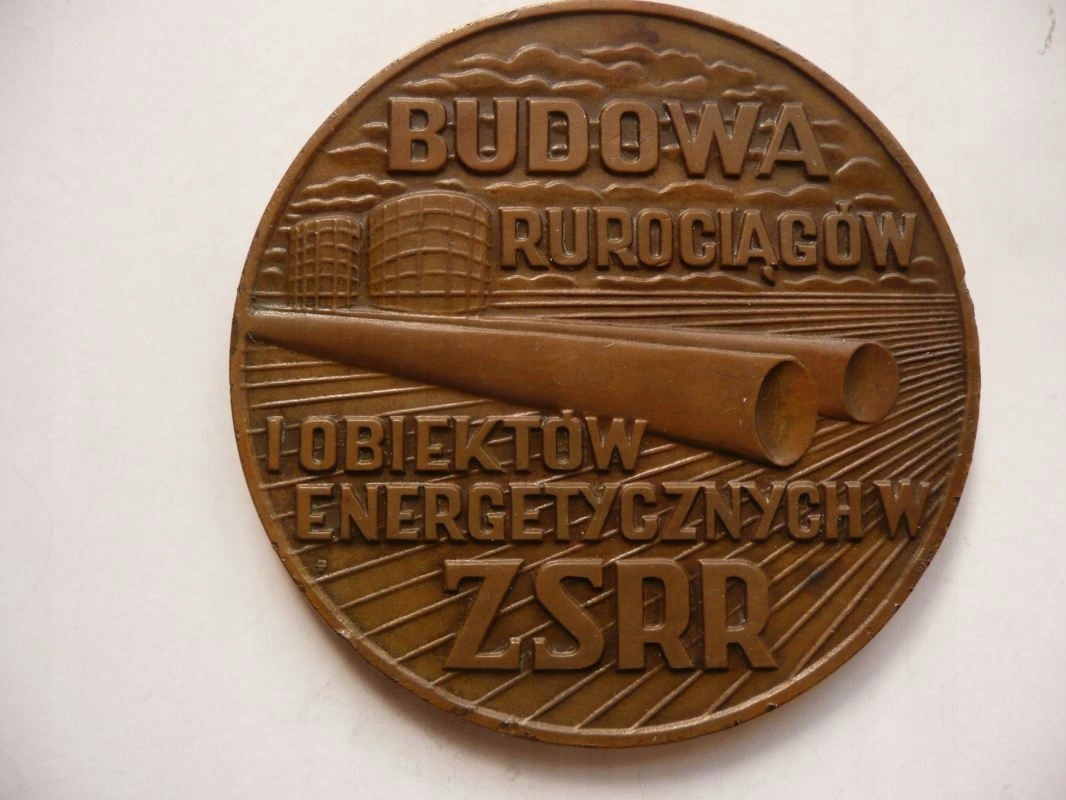 BUDOWA
RUROCIĄGÓW
I OBIEKTÓW
ENERGETYCZNYCH W
ZSRR